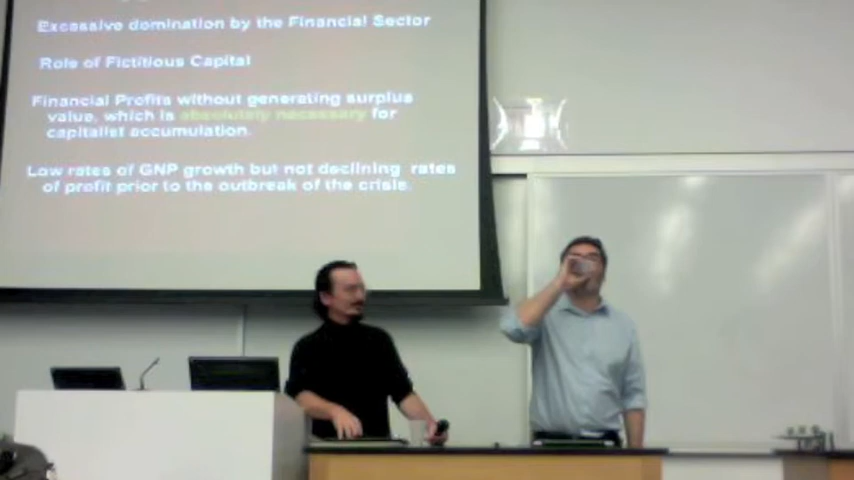 Excessive domination by the Financial Sector
Role of Fictitious Capital
Financial Profits without generating surplus
value, which is absolutely necessary for
capitalist accumulation.
Low rates of GNP growth but not declining rates
of profit prior to the outbreak of the crisis.